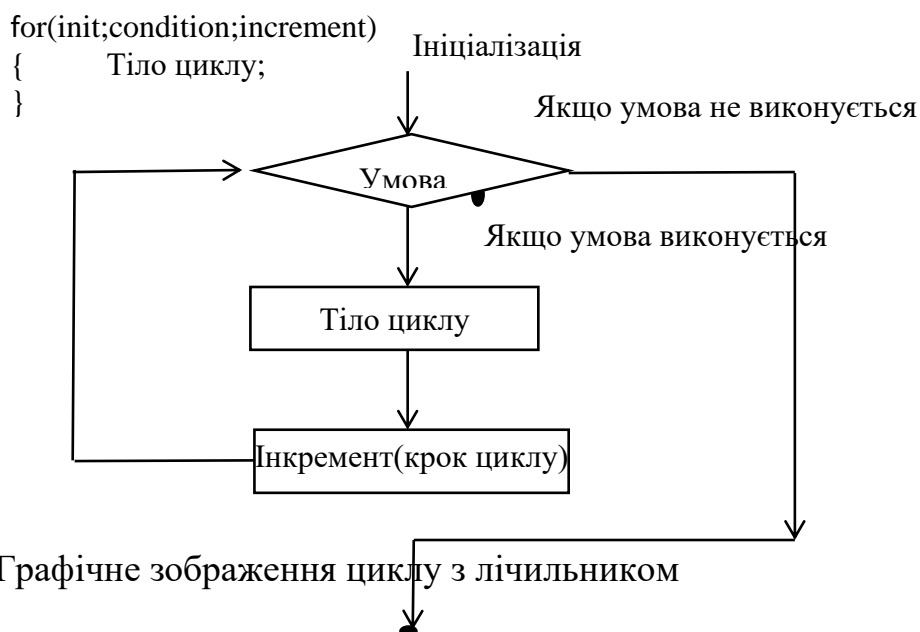 for(init;condition;increment)
{ Тіло циклу;
}
Ініціалізація
Якщо умова не виконується
Умова
Якщо умова виконується
Тіло циклу
Інкремент(крок циклу)
Графічне зображення циклу з лічильником